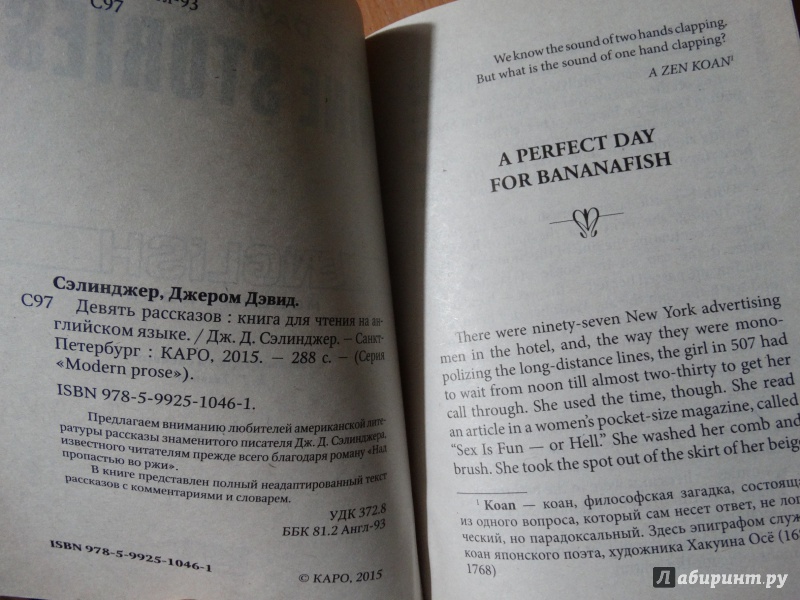 -93
С97
Сэлинджер, Джером Дэвид.
С97 Девять рассказов : книга для чтения на ан-
глийском языке. / Дж. Д. Сэлинджер. – Санкт-
Петербург : КАРО, 2015. – 288 с. – (Серия
«Modern prose»).
ISBN 978-5-9925-1046-1.
Предлагаем вниманию любителей американской лите-
ратуры рассказы знаменитого писателя Дж. Д. Сэлинджера,
известного читателям прежде всего благодаря роману «Над
пропастью во ржи».
В книге представлен полный неадаптированный текст
рассказов с комментариями и словарем.
УДК 372.8
ББК 81.2 Англ-93
ISBN 978-5-9925-1046-1
© КАРО, 2015
We know the sound of two hands clapping.
But what is the sound of one hand clapping?
A ZEN KOAN¹
A PERFECT DAY
FOR BANANAFISH
There were ninety-seven New York advertising
men in the hotel, and, the way they were mono-
polizing the long-distance lines, the girl in 507 had
to wait from noon till almost two-thirty to get her
call through. She used the time, though. She read
an article in a women's pocket-size magazine, called
“Sex Is Fun — or Hell.” She washed her comb and
brush. She took the spot out of the skirt of her beige
¹ Koan — коан, философская загадка, состояща
из одного вопроса, который сам несет ответ, не лог
ческий, но парадоксальный. Здесь эпиграфом служ
коан японского поэта, художника Хакуина Осё (16
1768)
Лабиринт.ру